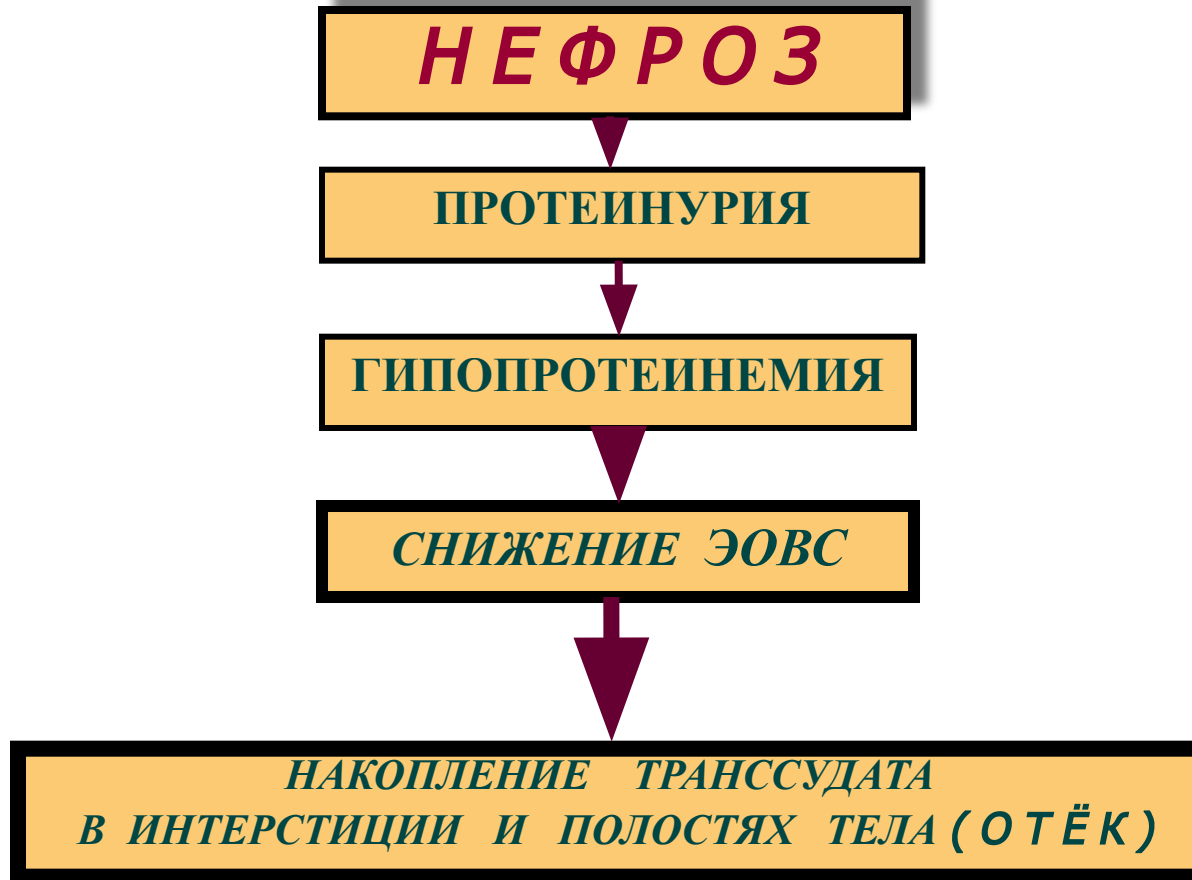 НЕФРОЗ
ПРОТЕИНУРИЯ
ГИПОПРОТЕИНЕМИЯ
СНИЖЕНИЕ ЭОВС
НАКОПЛЕНИЕ ТРАНССУДАТА
В ИНТЕРСТИЦИИ И ПОЛОСТЯХ ТЕЛА (ОТЁК)